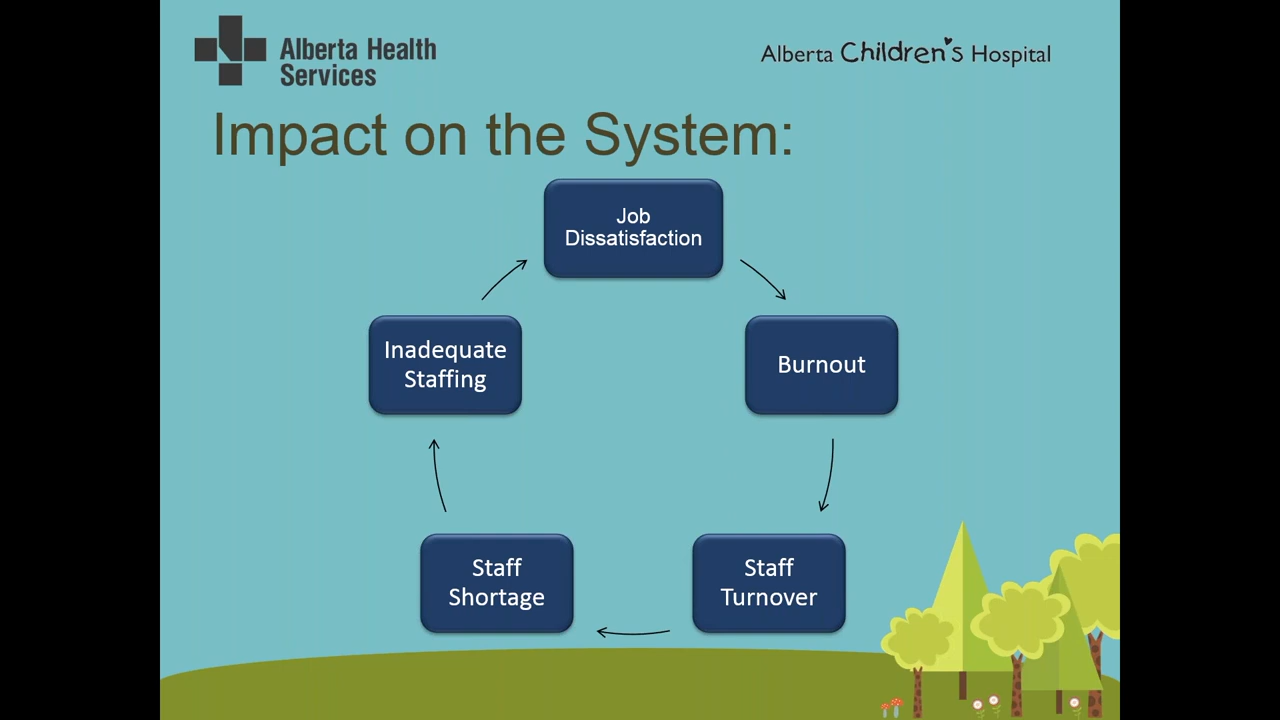 Alberta Health
Services
Alberta Children's Hospital
Impact on the System:
Job
Dissatisfaction
Burnout
Staff
Turnover
Staff
Shortage
Inadequate
Staffing